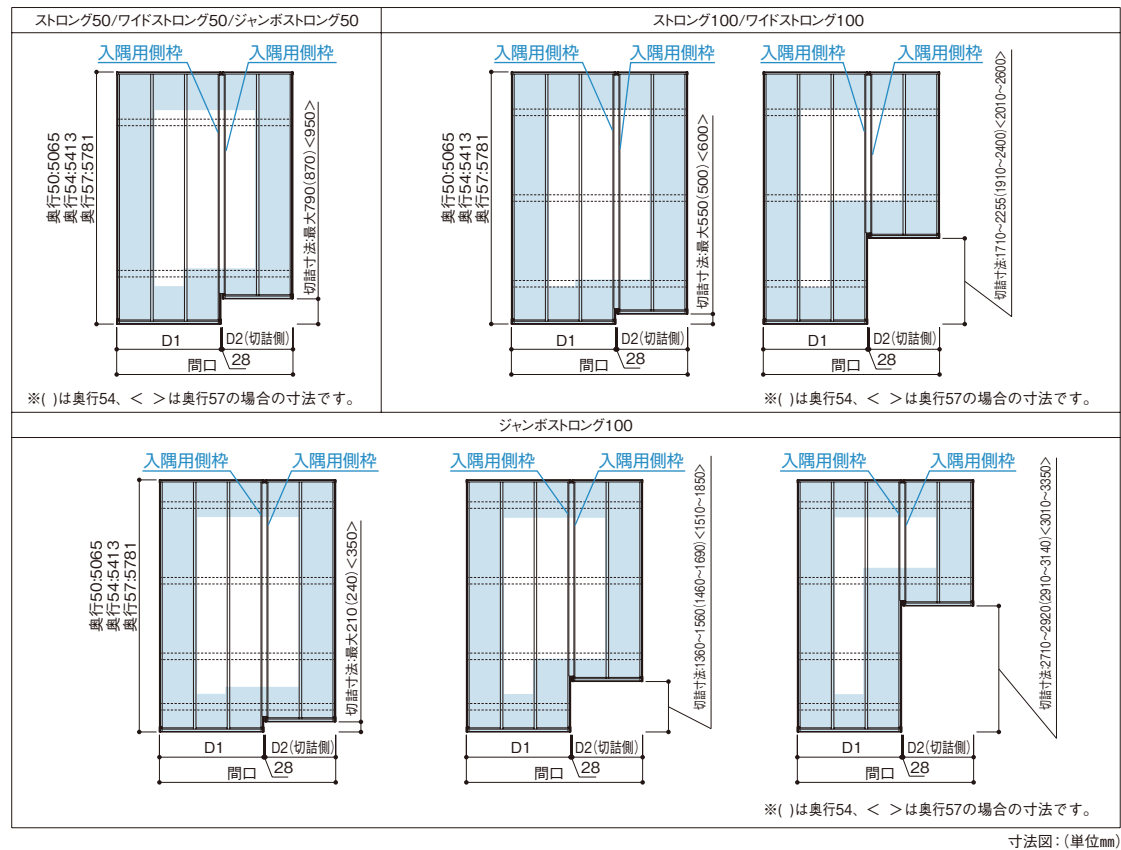 ストロング50/ワイドストロング50/ジャンボストロング50
ストロング100/ワイドストロング100
入隅用側枠
入隅用側枠
奥行50:5065
奥行54:5413
奥行57:5781
切詰寸法:最大790(870)<950>
D1
D2(切詰側)
28
間口
※( )は奥行54、< >は奥行57の場合の寸法です。
入隅用側枠
入隅用側枠
奥行50:5065
奥行54:5413
奥行57:5781
切詰寸法:最大550(500)<600>
D1
D2(切詰側)
28
間口
入隅用側枠
入隅用側枠
切詰寸法:1710~2255(1910~2400)<2010~2600>
D1
D2(切詰側)
28
間口
※( )は奥行54、< >は奥行57の場合の寸法です。
ジャンボストロング100
入隅用側枠
入隅用側枠
奥行50:5065
奥行54:5413
奥行57:5781
切詰寸法:最大210(240)<350>
D1
D2(切詰側)
28
間口
入隅用側枠
入隅用側枠
切詰寸法:1360~1560(1460~1690)<1510~1850>
D1
D2(切詰側)
28
間口
入隅用側枠
入隅用側枠
切詰寸法:2710~2920(2910~3140)<3010~3350>
D1
D2(切詰側)
28
間口
※( )は奥行54、< >は奥行57の場合の寸法です。
寸法図:(単位㎜)